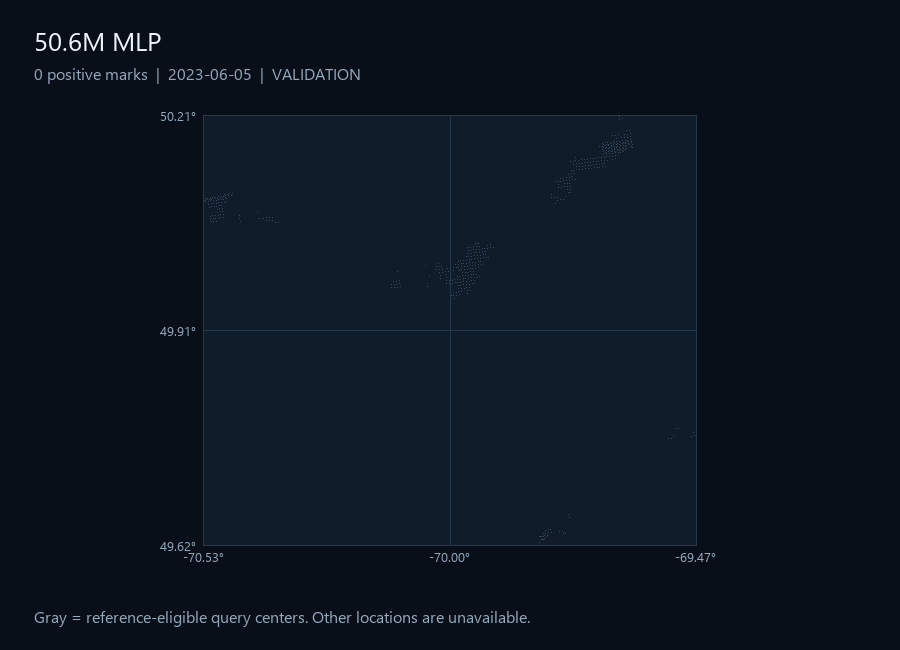 50.6M MLP
0 positive marks | 2023-06-05 | VALIDATION
50.21°
49.91°
49.62°
-70.53°
-70.00°
-69.47°
Gray = reference-eligible query centers. Other locations are unavailable.